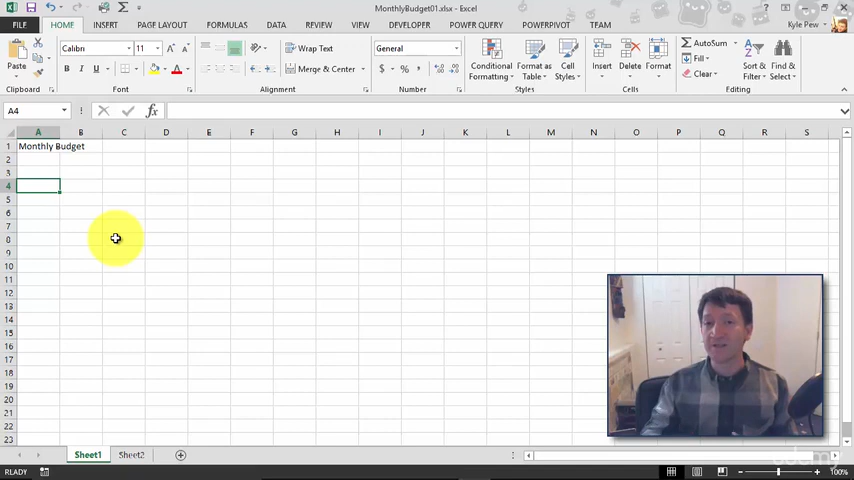 MonthlyBudget01.xlsx - Excel
FILE HOME INSERT PAGE LAYOUT FORMULAS DATA REVIEW VIEW DEVELOPER POWER QUERY POWERPIVOT TEAM Kyle Pew
Calibri 11 Wrap Text General AutoSum
Paste B I U Merge & Center $ % , Conditional Formatting Format as Table Cell Styles Insert Delete Format Fill Clear Sort & Filter Find & Select
Clipboard Font Alignment Number Styles Cells Editing
A4 fx
A B C D E F G H I J K L M N O P Q R S
1 Monthly Budget
2
3
4
5
6
7
8
9
10
11
12
13
14
15
16
17
18
19
20
21
22
23
Sheet1 Sheet2
READY 100%
udemy